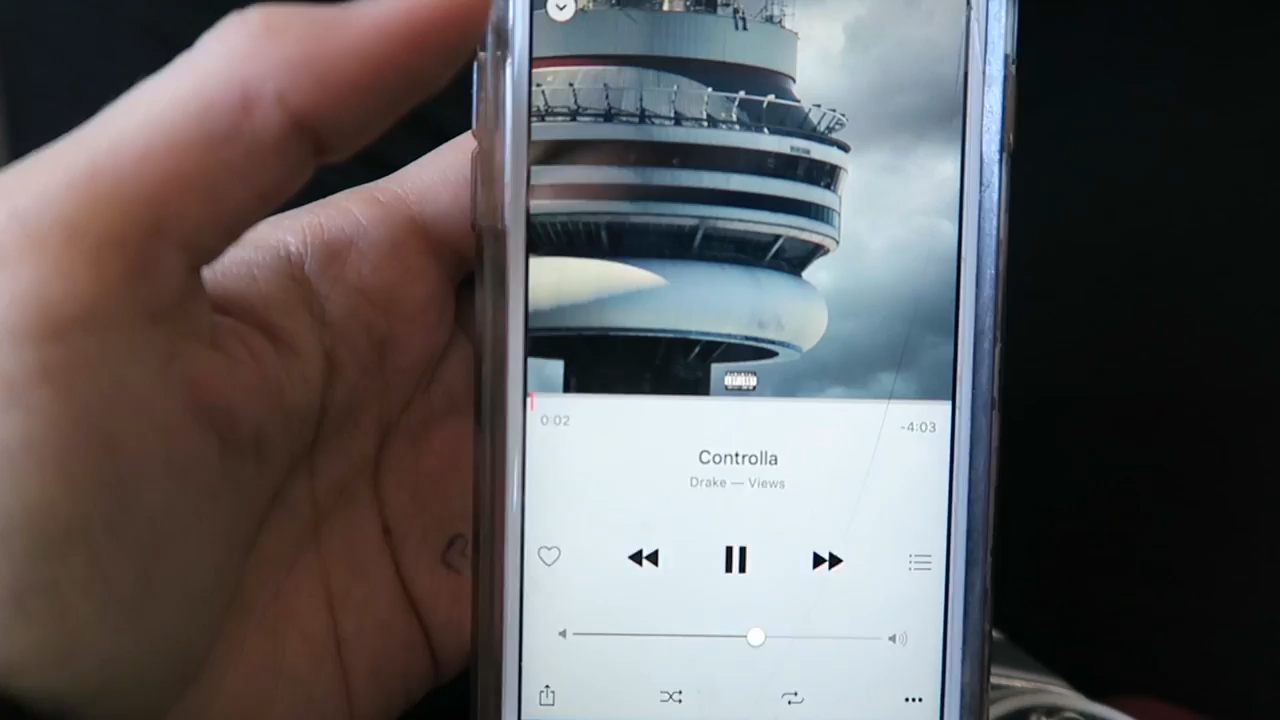 0:02
-4:03
Controlla
Drake — Views